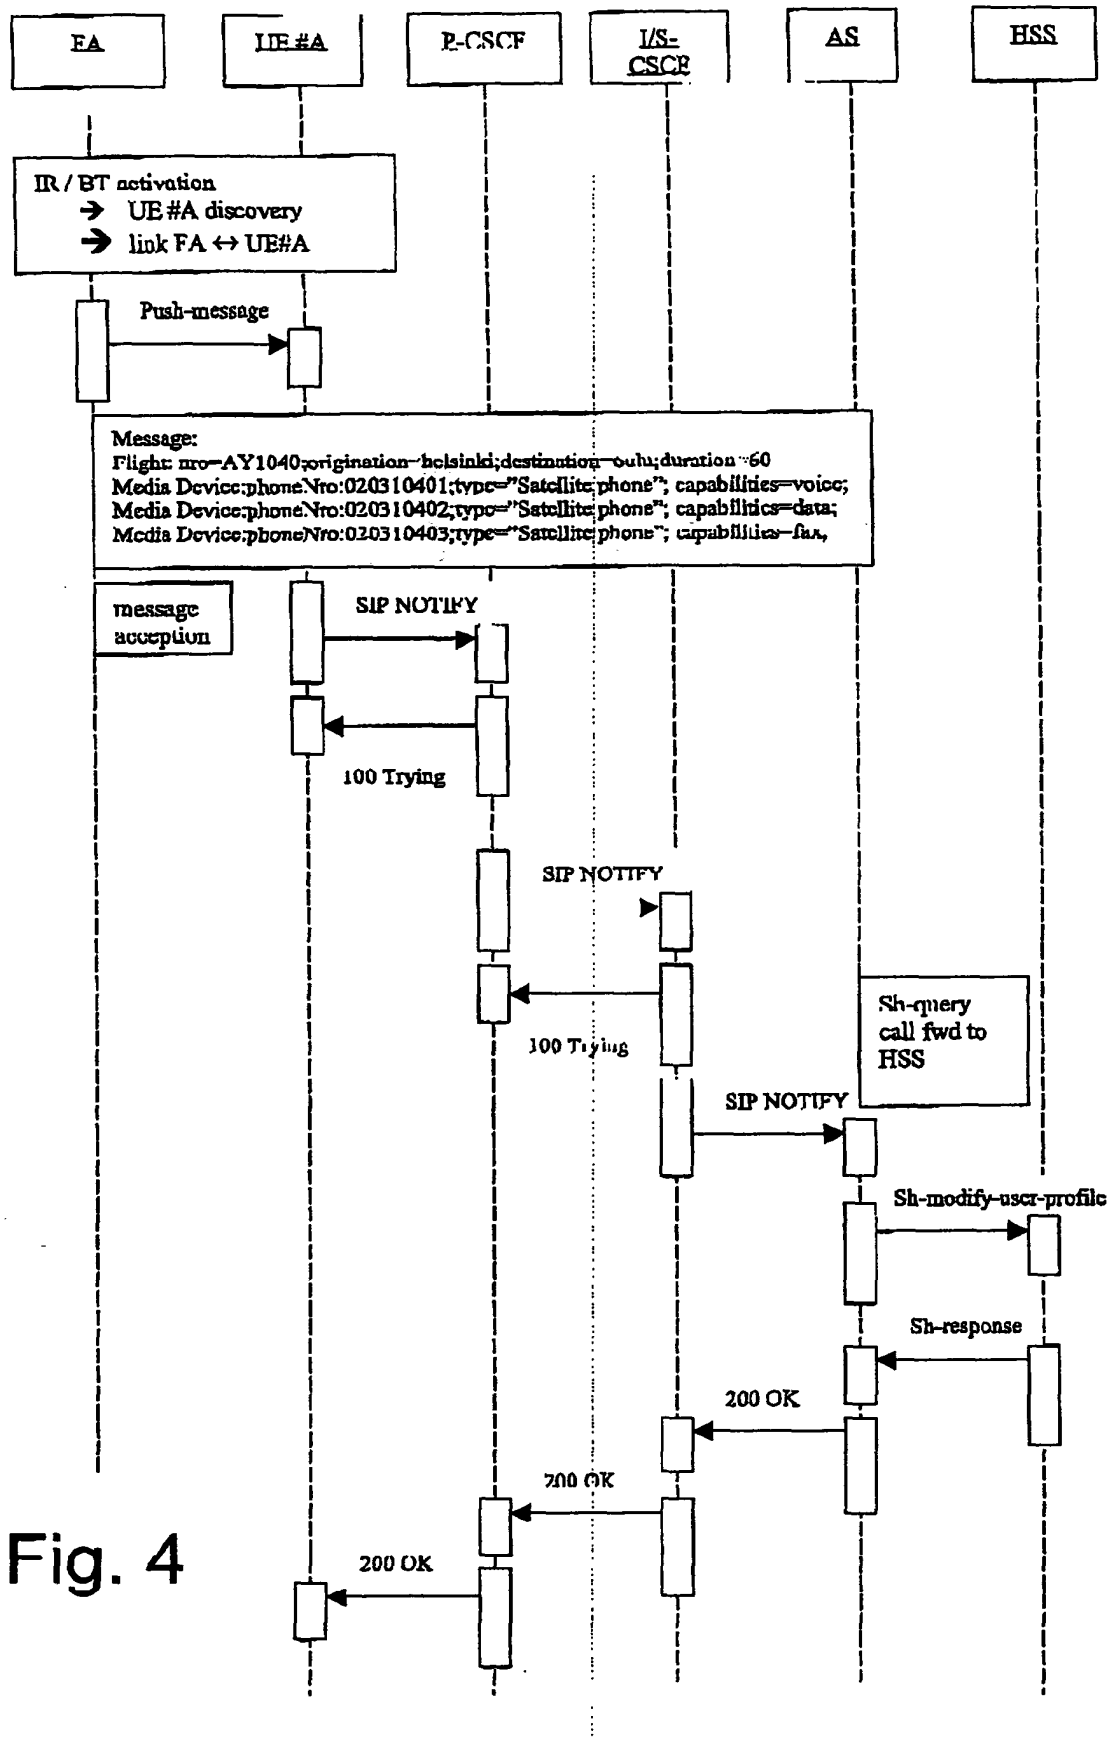 FA
UE #A
P-CSCF
I/S-
CSCF
AS
HSS
IR / BT activation
→ UE #A discovery
→ link FA ↔ UE#A
Push-message
Message:
Flight: nro=AY1040;origination=helsinki;destination=oulu;duration=60
Media Device:phoneNro:020310401;type="Satellite phone"; capabilities=voice;
Media Device:phoneNro:020310402;type="Satellite phone"; capabilities=data;
Media Device:phoneNro:020310403;type="Satellite phone"; capabilities=fax,
message
acception
SIP NOTIFY
100 Trying
SIP NOTIFY
100 Trying
Sh-query
call fwd to
HSS
SIP NOTIFY
Sh-modify-user-profile
Sh-response
200 OK
200 OK
200 OK
Fig. 4